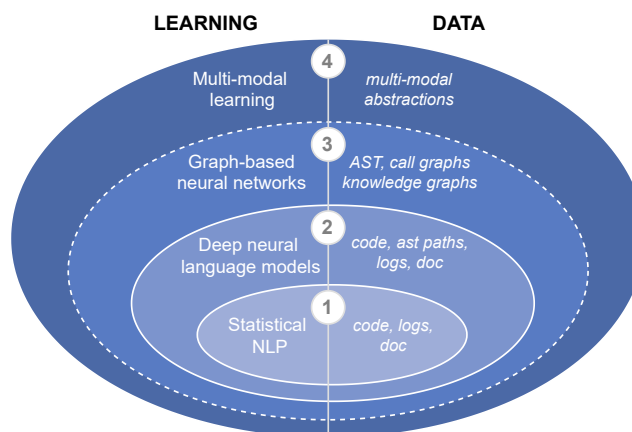 LEARNING DATA
4
Multi-modal
learning
multi-modal
abstractions
3
Graph-based
neural networks
AST, call graphs
knowledge graphs
2
Deep neural
language models
code, ast paths,
logs, doc
1
Statistical
NLP
code, logs,
doc